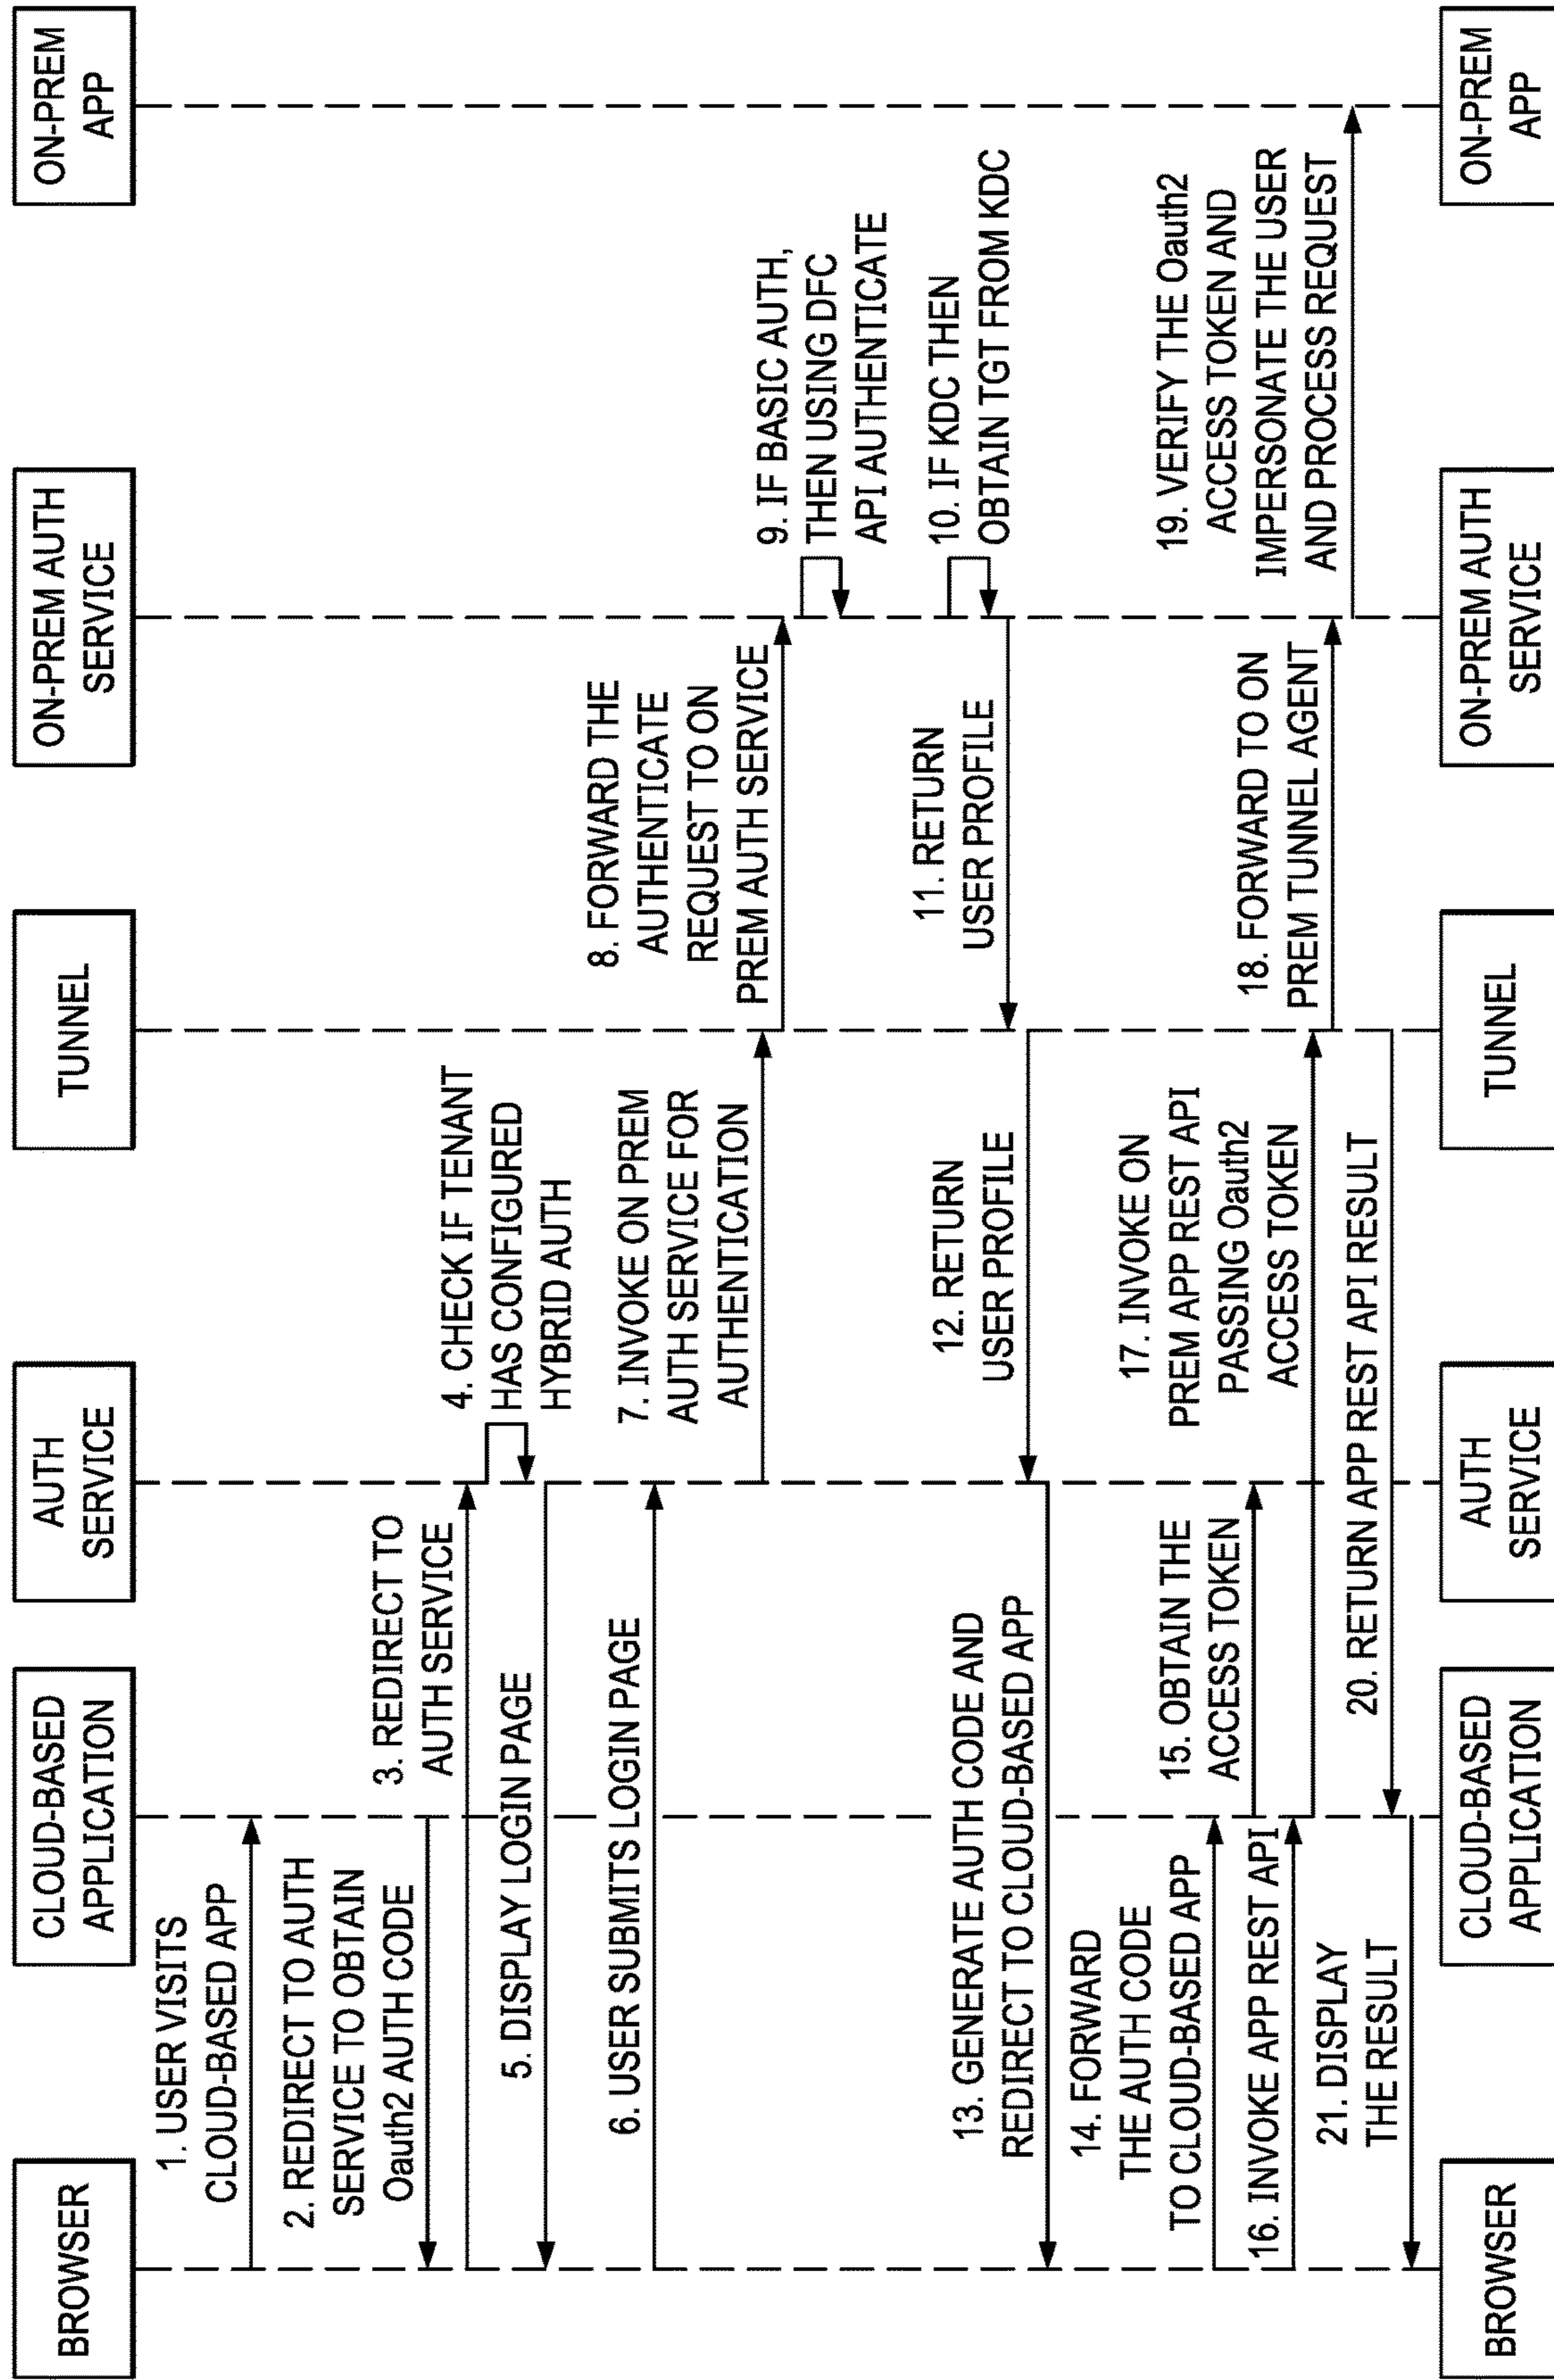 BROWSER
CLOUD-BASED
APPLICATION
AUTH
SERVICE
TUNNEL
ON-PREM AUTH
SERVICE
ON-PREM
APP
1. USER VISITS
CLOUD-BASED APP
2. REDIRECT TO AUTH
SERVICE TO OBTAIN
Oauth2 AUTH CODE
3. REDIRECT TO
AUTH SERVICE
4. CHECK IF TENANT
HAS CONFIGURED
HYBRID AUTH
5. DISPLAY LOGIN PAGE
6. USER SUBMITS LOGIN PAGE
7. INVOKE ON PREM
AUTH SERVICE FOR
AUTHENTICATION
8. FORWARD THE
AUTHENTICATE
REQUEST TO ON
PREM AUTH SERVICE
9. IF BASIC AUTH,
THEN USING DFC
API AUTHENTICATE
10. IF KDC THEN
OBTAIN TGT FROM KDC
11. RETURN
USER PROFILE
12. RETURN
USER PROFILE
13. GENERATE AUTH CODE AND
REDIRECT TO CLOUD-BASED APP
14. FORWARD
THE AUTH CODE
TO CLOUD-BASED APP
15. OBTAIN THE
ACCESS TOKEN
16. INVOKE APP REST API
17. INVOKE ON
PREM APP REST API
PASSING Oauth2
ACCESS TOKEN
18. FORWARD TO ON
PREM TUNNEL AGENT
19. VERIFY THE Oauth2
ACCESS TOKEN AND
IMPERSONATE THE USER
AND PROCESS REQUEST
20. RETURN APP REST API RESULT
21. DISPLAY
THE RESULT
BROWSER
CLOUD-BASED
APPLICATION
AUTH
SERVICE
TUNNEL
ON-PREM AUTH
SERVICE
ON-PREM
APP